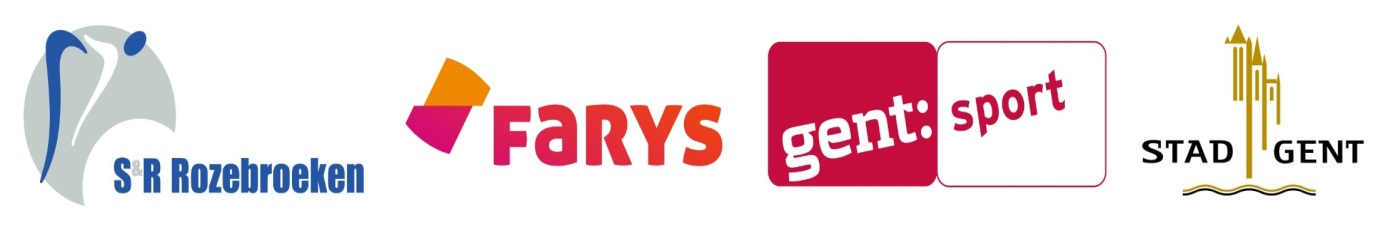 S&R Rozebroeken
FaRYS
gent: sport
STAD GENT